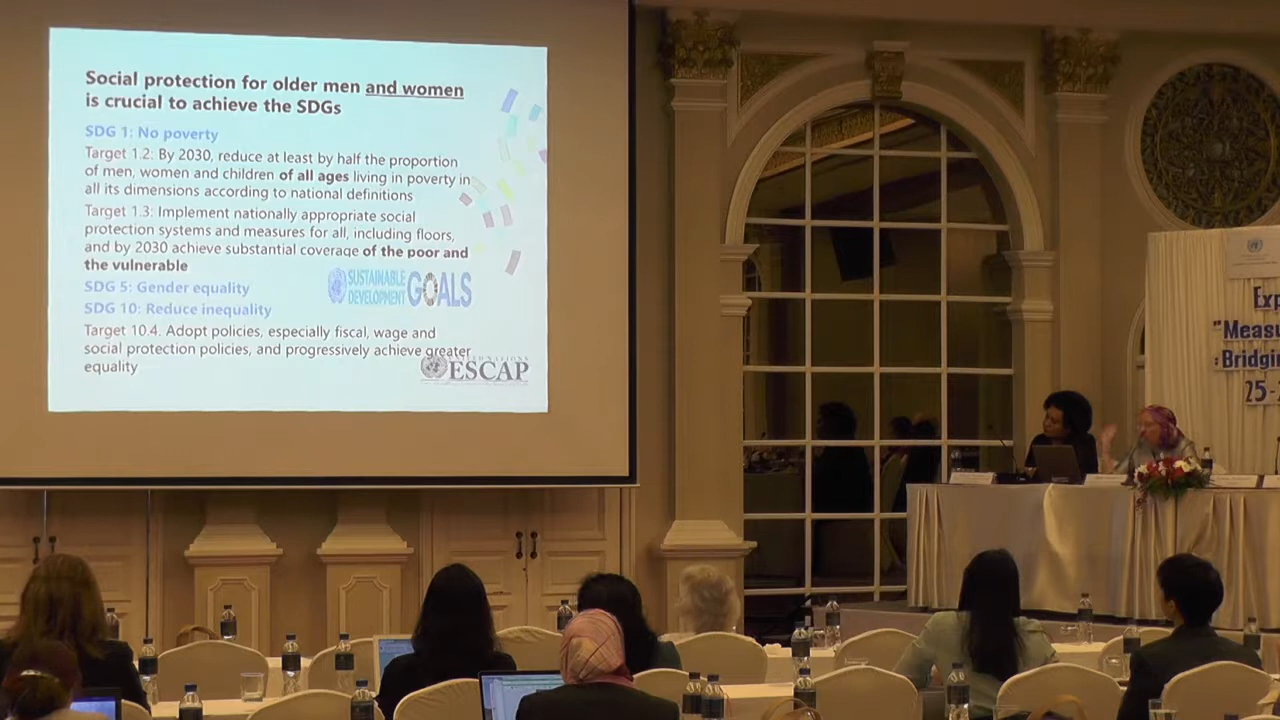 Social protection for older men and women
is crucial to achieve the SDGs
SDG 1: No poverty
Target 1.2: By 2030, reduce at least by half the proportion
of men, women and children of all ages living in poverty in
all its dimensions according to national definitions
Target 1.3: Implement nationally appropriate social
protection systems and measures for all, including floors,
and by 2030 achieve substantial coverage of the poor and
the vulnerable
SDG 5: Gender equality
SUSTAINABLE
DEVELOPMENT GOALS
SDG 10: Reduce inequality
Target 10.4. Adopt policies, especially fiscal, wage and
social protection policies, and progressively achieve greater
equality
UNITED NATIONS
ESCAP
Exp
"Measu
:Bridgin
25-